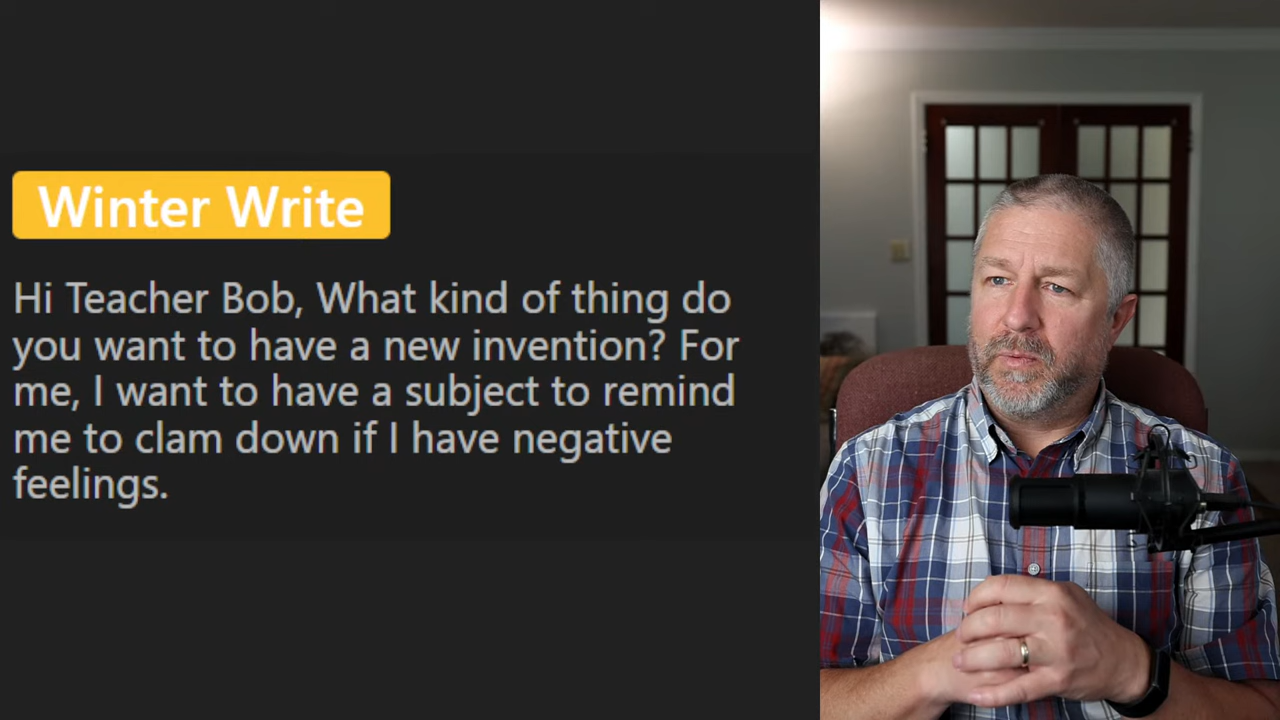 Winter Write
Hi Teacher Bob, What kind of thing do
you want to have a new invention? For
me, I want to have a subject to remind
me to clam down if I have negative
feelings.